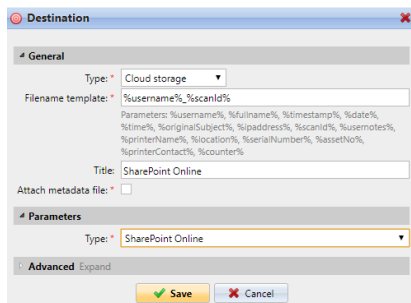 Destination
General
Type: * Cloud storage
Filename template: * %username%_%scanId%
Parameters: %username%, %fullname%, %timestamp%, %date%,
%time%, %originalSubject%, %ipaddress%, %scanId%, %usernotes%,
%printerName%, %location%, %serialNumber%, %assetNo%,
%printerContact%, %counter%
Title: SharePoint Online
Attach metadata file: *
Parameters
Type: * SharePoint Online
Advanced Expand
Save Cancel